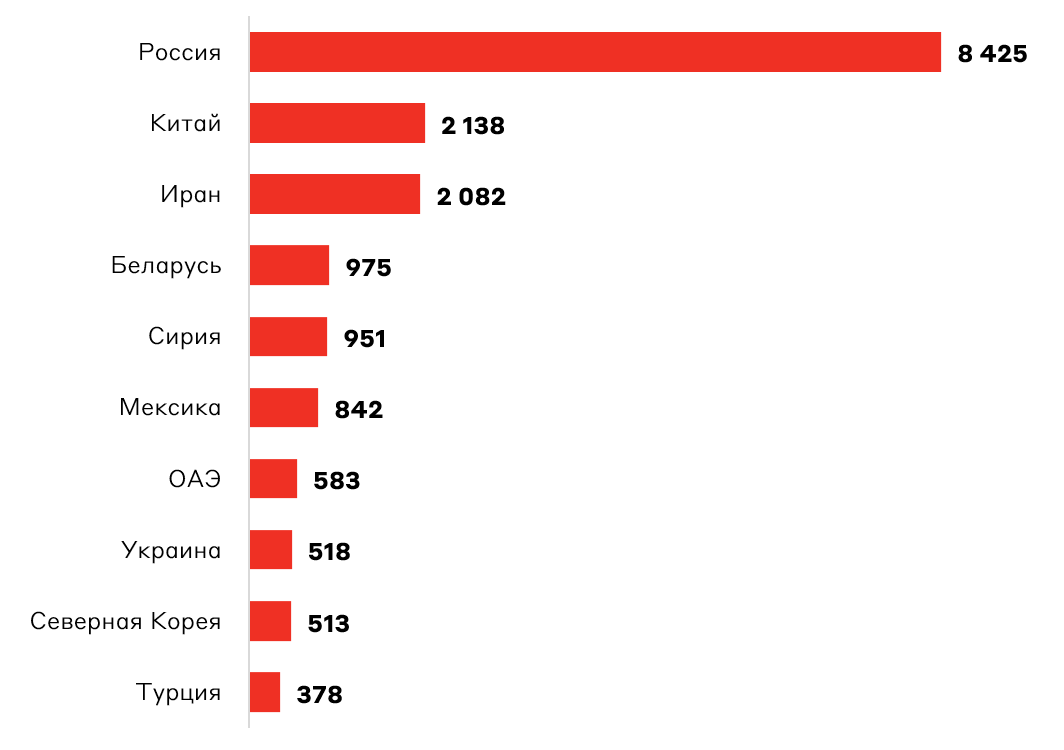 Россия 8 425
Китай 2 138
Иран 2 082
Беларусь 975
Сирия 951
Мексика 842
ОАЭ 583
Украина 518
Северная Корея 513
Турция 378